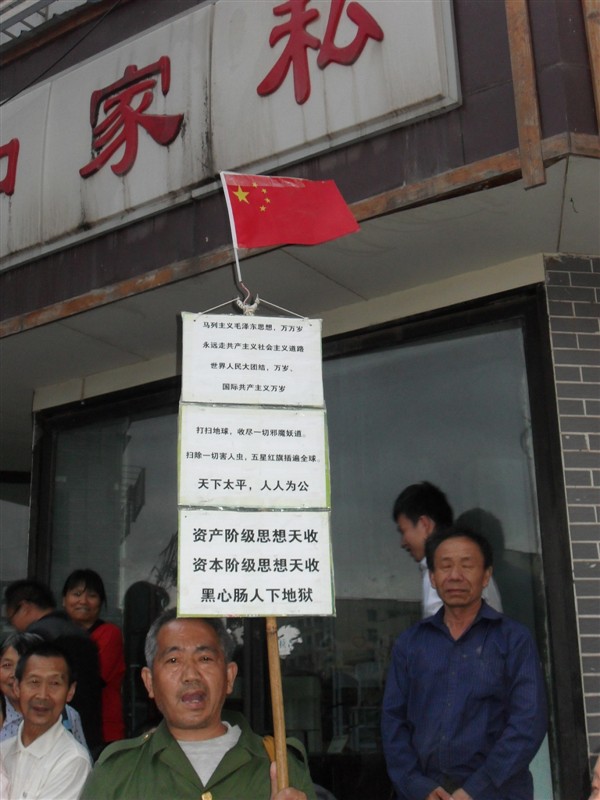 家私
马列主义毛泽东思想，万万岁
永远走共产主义社会主义道路
世界人民大团结，万岁、
国际共产主义万岁
打扫地球，收尽一切邪魔妖道..
扫除一切害人虫，五星红旗插遍全球..
天下太平，人人为公
资产阶级思想天收
资本阶级思想天收
黑心肠人下地狱